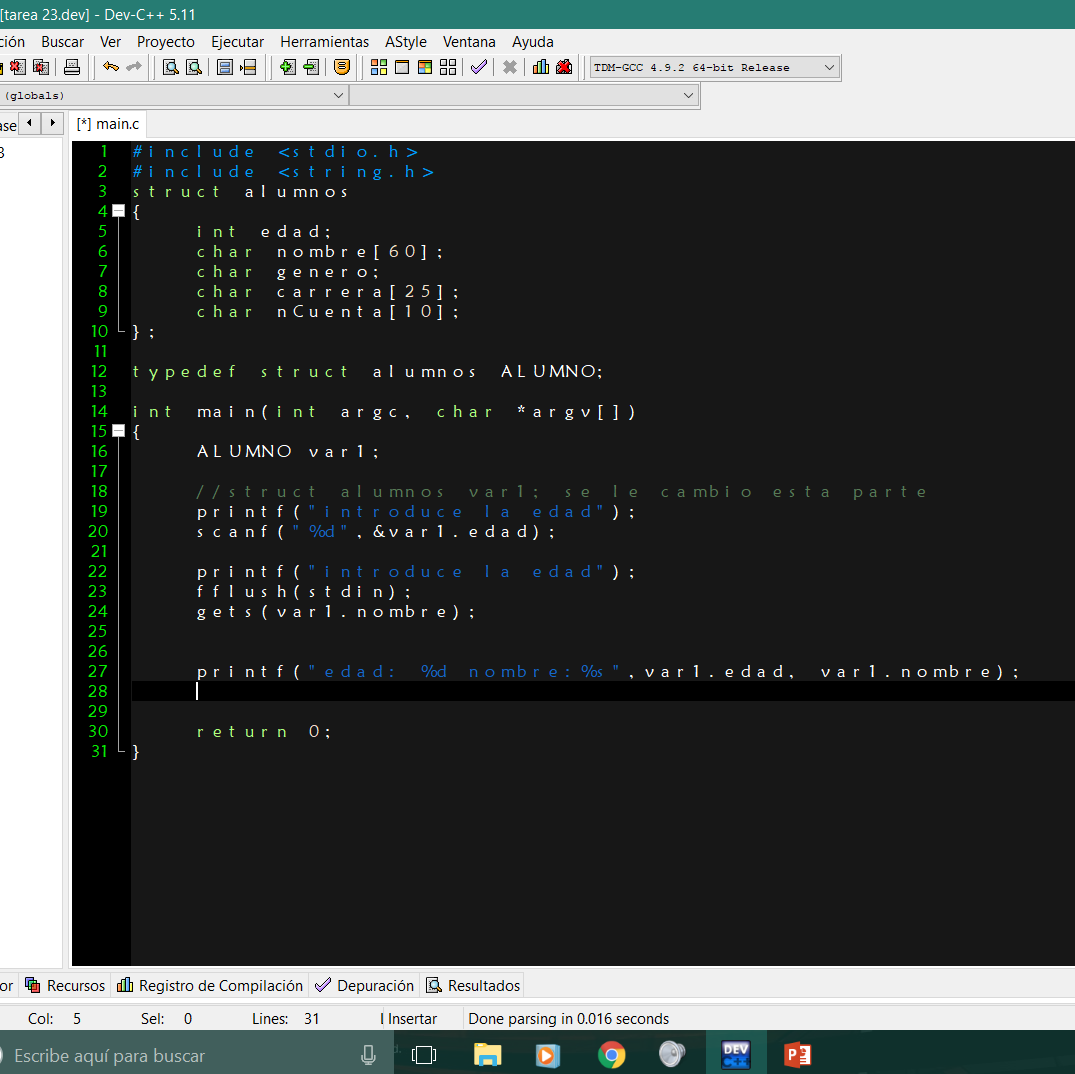 [tarea 23.dev] - Dev-C++ 5.11
ción Buscar Ver Proyecto Ejecutar Herramientas AStyle Ventana Ayuda
TDM-GCC 4.9.2 64-bit Release
(globals)
ase [*] main.c
3
1 #include <stdio.h>
2 #include <string.h>
3 struct alumnos
4 {
5 int edad;
6 char nombre[60];
7 char genero;
8 char carrera[25];
9 char nCuenta[10];
10 };
11
12 typedef struct alumnos ALUMNO;
13
14 int main(int argc, char *argv[])
15 {
16 ALUMNO var1;
17
18 //struct alumnos var1; se le cambio esta parte
19 printf("introduce la edad");
20 scanf("%d",&var1.edad);
21
22 printf("introduce la edad");
23 fflush(stdin);
24 gets(var1.nombre);
25
26
27 printf("edad: %d nombre:%s",var1.edad, var1.nombre);
28
29
30 return 0;
31 }
or Recursos Registro de Compilación Depuración Resultados
Col: 5 Sel: 0 Lines: 31 Insertar Done parsing in 0.016 seconds
Escribe aquí para buscar
DEV C++
P3